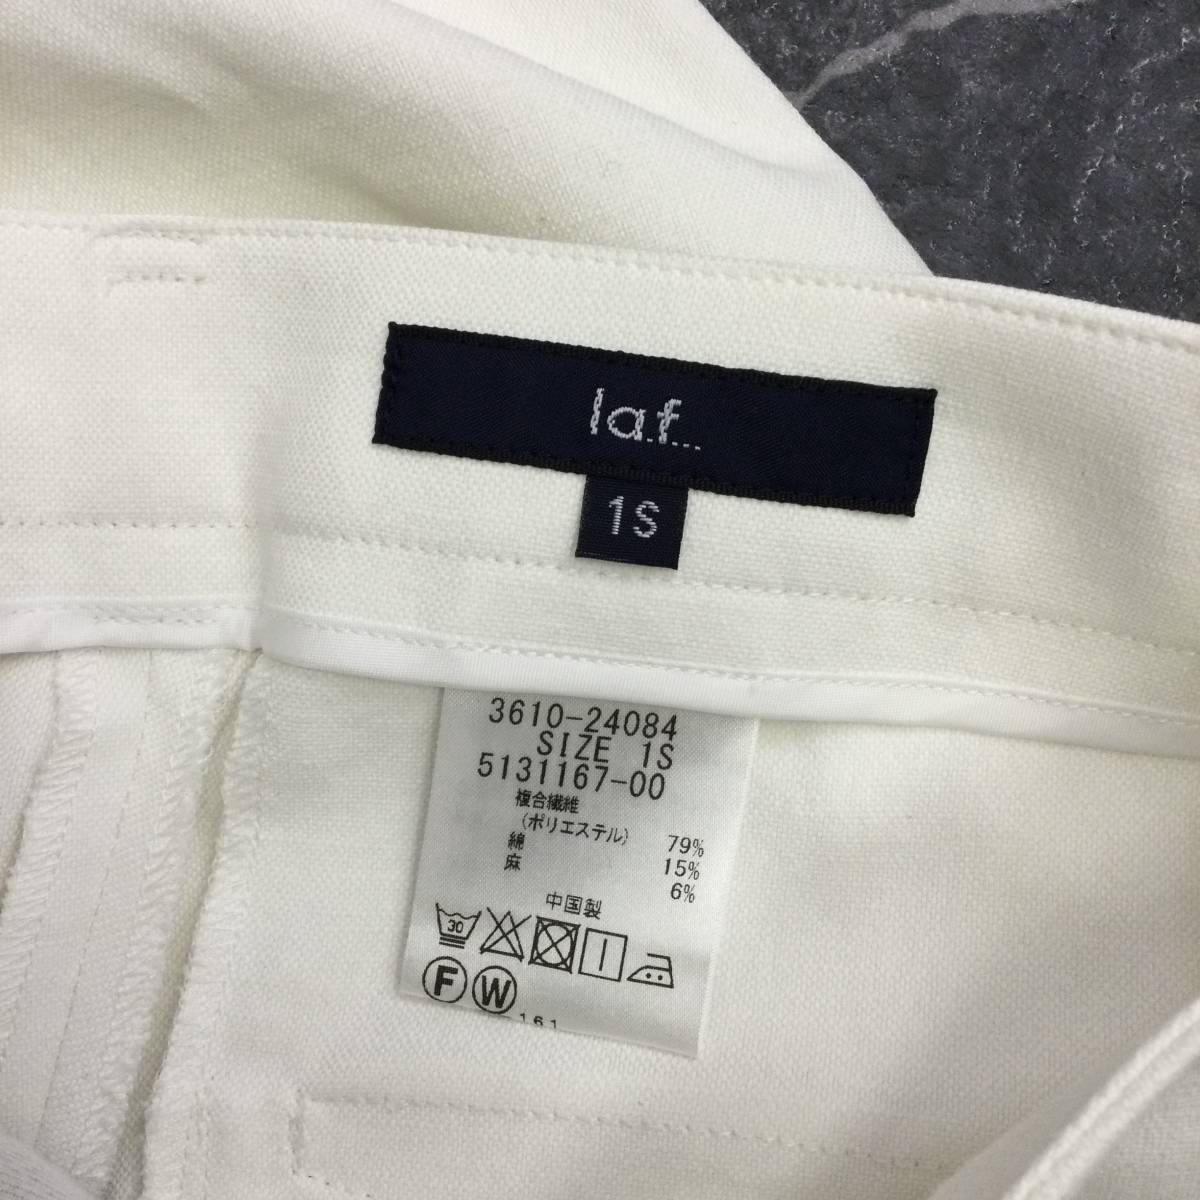 la.f...
1S
3610-24084
SIZE 1S
5131167-00
複合繊維
(ポリエステル) 79%
綿 15%
麻 6%
中国製
30
F W
161